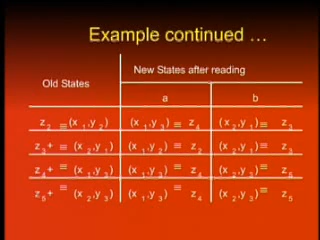 Example continued …
Old States
New States after reading
a
b
z2 ≡(x1,y2) (x1,y3) ≡ z4 (x2,y1)≡ z3
z3+ ≡ (x2,y1) (x1,y2) ≡ z2 (x2,y1)≡ z3
z4+ ≡ (x1,y3) (x1,y3) ≡ z4 (x2,y3)≡ z5
z5+ ≡ (x2,y3) (x1,y3) ≡ z4 (x2,y3)≡ z5